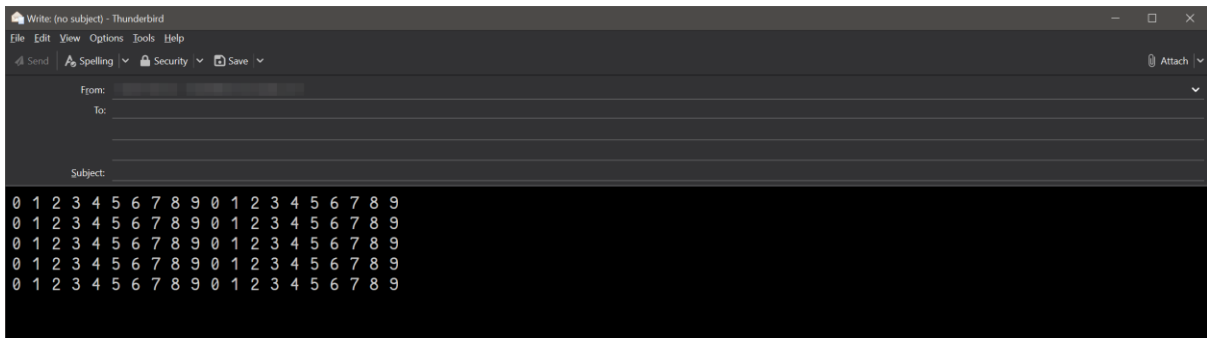 Write: (no subject) - Thunderbird
File Edit View Options Tools Help
Send Spelling Security Save Attach
From:
To:
Subject:
0 1 2 3 4 5 6 7 8 9 0 1 2 3 4 5 6 7 8 9
0 1 2 3 4 5 6 7 8 9 0 1 2 3 4 5 6 7 8 9
0 1 2 3 4 5 6 7 8 9 0 1 2 3 4 5 6 7 8 9
0 1 2 3 4 5 6 7 8 9 0 1 2 3 4 5 6 7 8 9
0 1 2 3 4 5 6 7 8 9 0 1 2 3 4 5 6 7 8 9